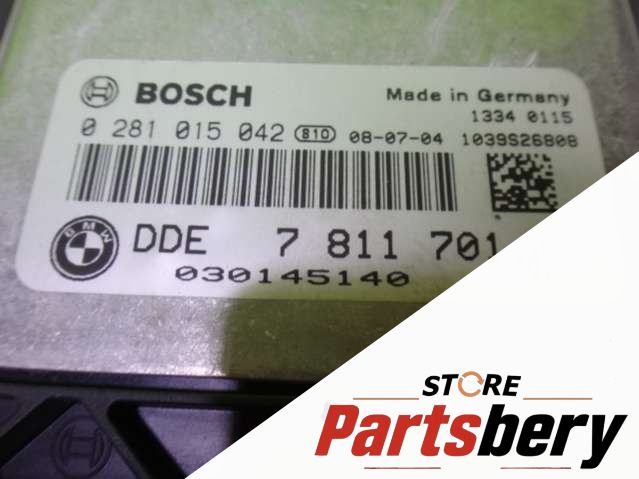 BOSCH
Made in Germany
1334 0115
0 281 015 042 810 08-07-04 1039S26808
BMW
DDE 7 811 701
030145140
STORE
Partsbery